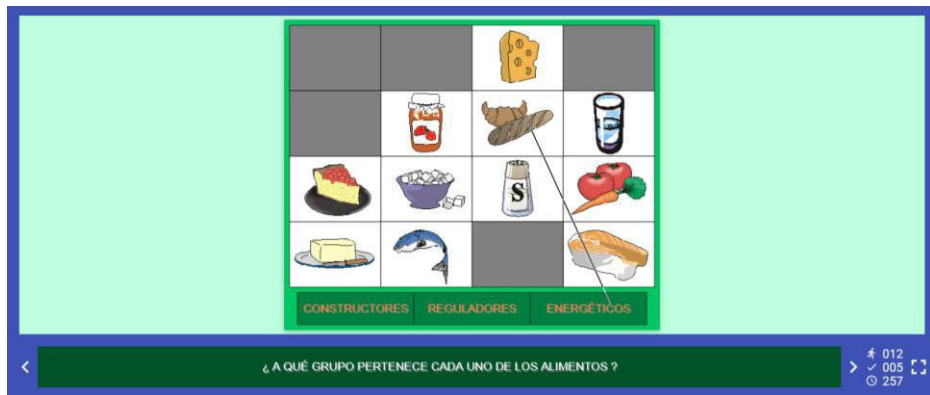 S
CONSTRUCTORES REGULADORES ENERGÉTICOS
¿ A QUÉ GRUPO PERTENECE CADA UNO DE LOS ALIMENTOS ?
012
005
257